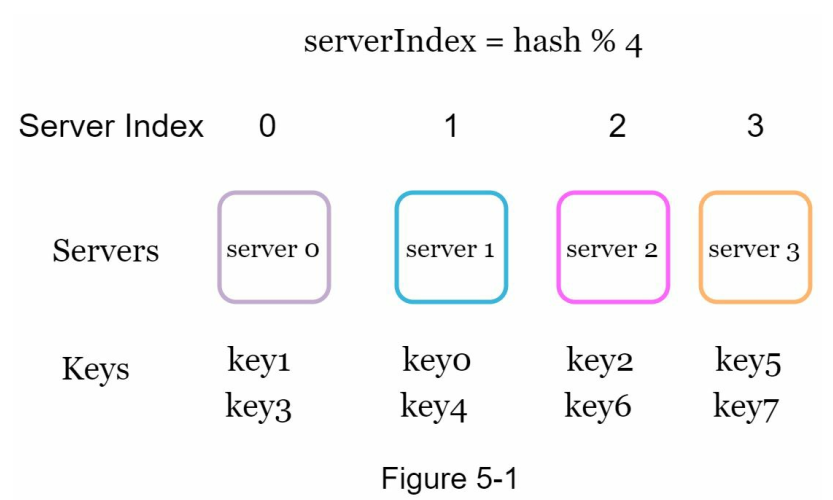 serverIndex = hash % 4
Server Index 0 1 2 3
Servers server 0 server 1 server 2 server 3
Keys key1 key0 key2 key5
key3 key4 key6 key7
Figure 5-1